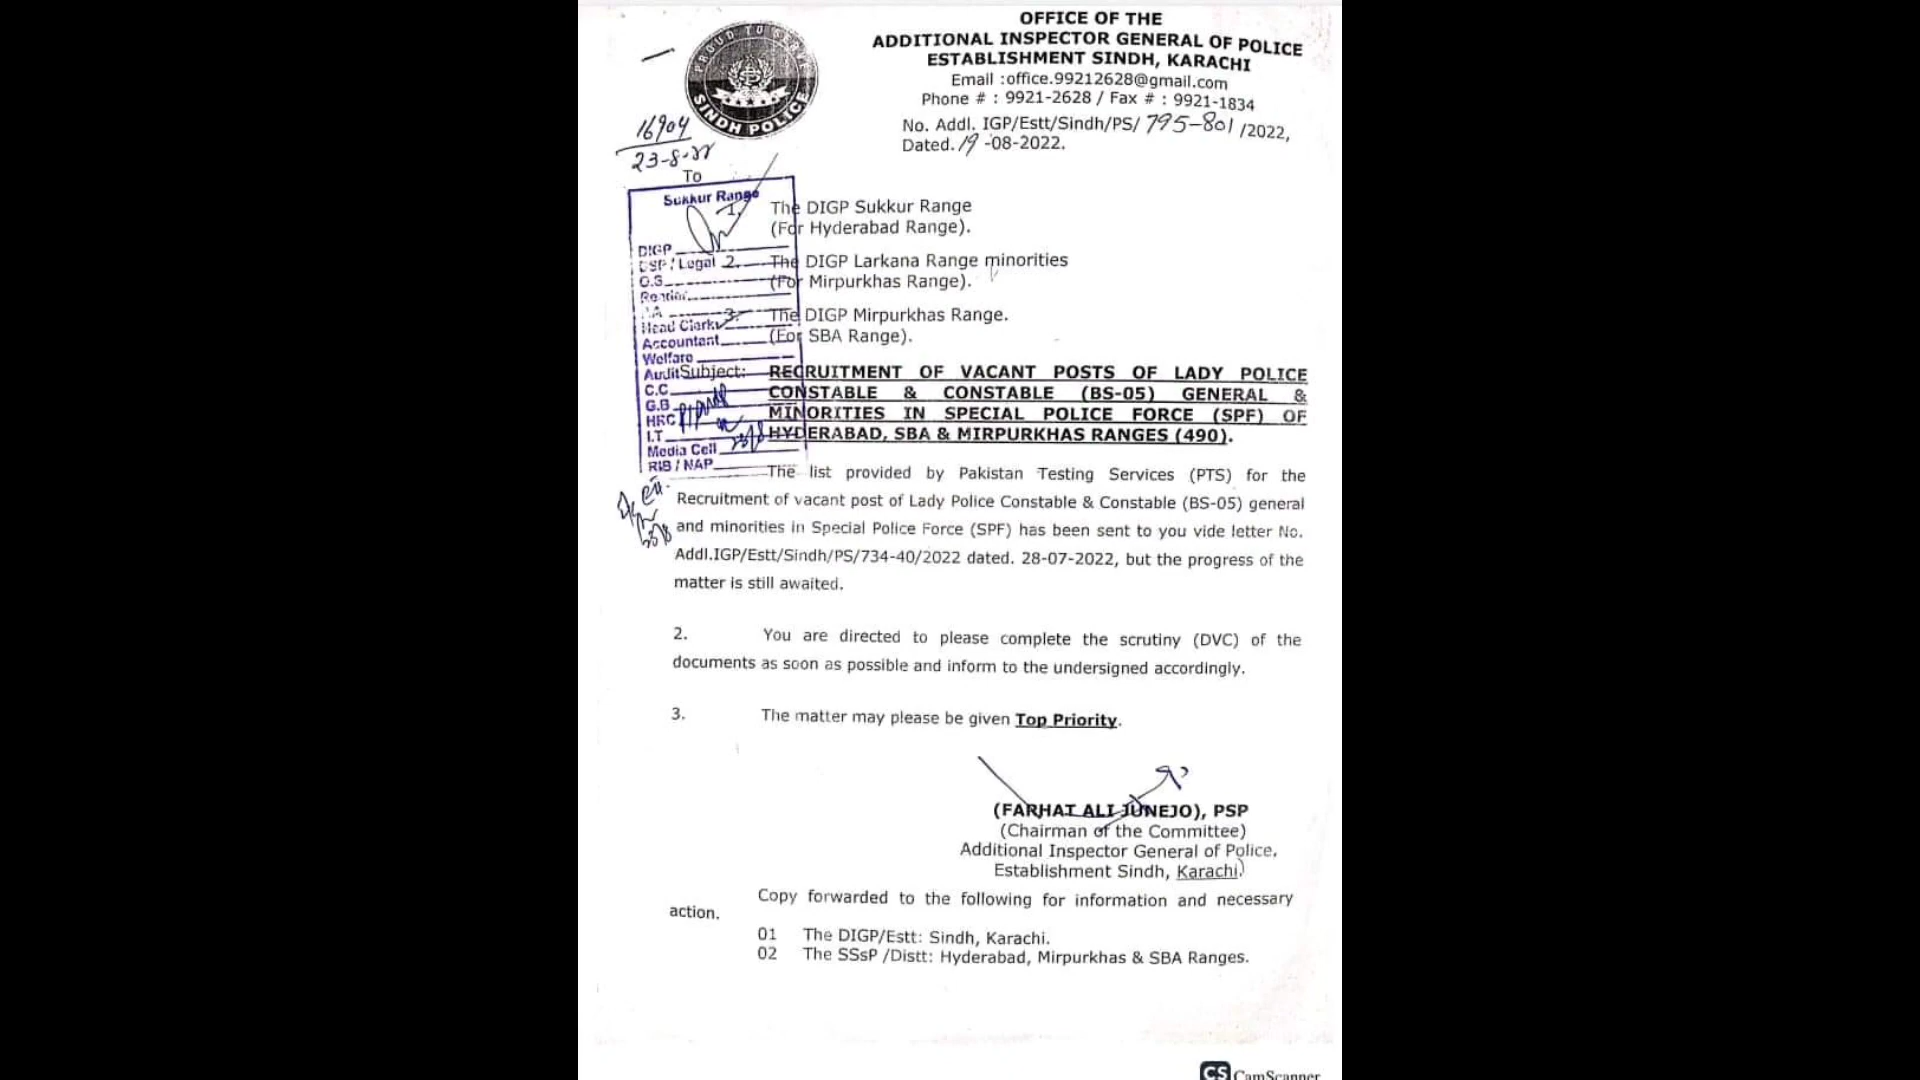 PROUD TO SERVE
SINDH POLICE
OFFICE OF THE
ADDITIONAL INSPECTOR GENERAL OF POLICE
ESTABLISHMENT SINDH, KARACHI
Email :office.99212628@gmail.com
Phone # : 9921-2628 / Fax # : 9921-1834
No. Addl. IGP/Estt/Sindh/PS/ 795-801 /2022,
Dated. 19 -08-2022.
16904
23-8-22
To
Sukkur Range
DIGP
DSP / Legal
O.S
Reader
P.A
Head Clerk
Accountant
Welfare
Audit
C.C
G.B
HRC
I.T
Media Cell
RIB / NAP
1. The DIGP Sukkur Range
(For Hyderabad Range).
2. The DIGP Larkana Range minorities
(For Mirpurkhas Range).
3. The DIGP Mirpurkhas Range.
(For SBA Range).
Subject: RECRUITMENT OF VACANT POSTS OF LADY POLICE
CONSTABLE & CONSTABLE (BS-05) GENERAL &
MINORITIES IN SPECIAL POLICE FORCE (SPF) OF
HYDERABAD, SBA & MIRPURKHAS RANGES (490).
The list provided by Pakistan Testing Services (PTS) for the
Recruitment of vacant post of Lady Police Constable & Constable (BS-05) general
and minorities in Special Police Force (SPF) has been sent to you vide letter No.
Addl.IGP/Estt/Sindh/PS/734-40/2022 dated. 28-07-2022, but the progress of the
matter is still awaited.
2. You are directed to please complete the scrutiny (DVC) of the
documents as soon as possible and inform to the undersigned accordingly.
3. The matter may please be given Top Priority.
(FARHAT ALI JUNEJO), PSP
(Chairman of the Committee)
Additional Inspector General of Police,
Establishment Sindh, Karachi)
Copy forwarded to the following for information and necessary
action.
01 The DIGP/Estt: Sindh, Karachi.
02 The SSsP /Distt: Hyderabad, Mirpurkhas & SBA Ranges.
CS CamScanner